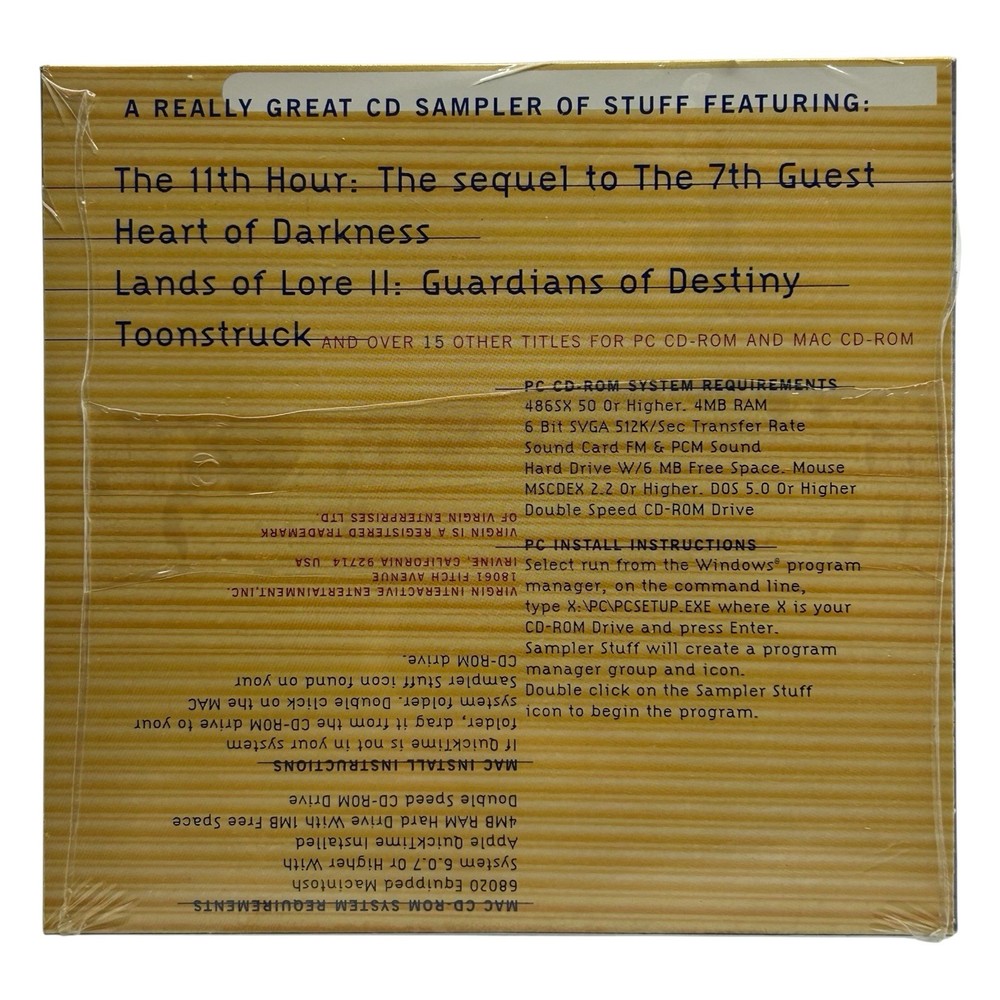 A REALLY GREAT CD SAMPLER OF STUFF FEATURING:
The 11th Hour: The sequel to The 7th Guest
Heart of Darkness
Lands of Lore II: Guardians of Destiny
Toonstruck AND OVER 15 OTHER TITLES FOR PC CD-ROM AND MAC CD-ROM
PC CD-ROM SYSTEM REQUIREMENTS
486SX 50 Or Higher. 4MB RAM
6 Bit SVGA 512K/Sec Transfer Rate
Sound Card FM & PCM Sound
Hard Drive W/6 MB Free Space. Mouse
MSCDEX 2.2 Or Higher. DOS 5.0 Or Higher
Double Speed CD-ROM Drive
PC INSTALL INSTRUCTIONS
Select run from the Windows® program
manager, on the command line,
type X:\PC\PCSETUP.EXE where X is your
CD-ROM Drive and press Enter.
Sampler Stuff will create a program
manager group and icon.
Double click on the Sampler Stuff
icon to begin the program.
MAC CD-ROM SYSTEM REQUIREMENTS
68020 Equipped Macintosh
System 6.0.7 Or Higher With
Apple QuickTime Installed
4MB RAM Hard Drive With 1MB Free Space
Double Speed CD-ROM Drive
MAC INSTALL INSTRUCTIONS
If QuickTime is not in your system
folder, drag it from the CD-ROM drive to your
system folder. Double click on the MAC
Sampler Stuff icon found on your
CD-ROM drive.
VIRGIN INTERACTIVE ENTERTAINMENT,INC.
18061 FITCH AVENUE
IRVINE, CALIFORNIA 92714 USA
VIRGIN IS A REGISTERED TRADEMARK
OF VIRGIN ENTERPRISES LTD.